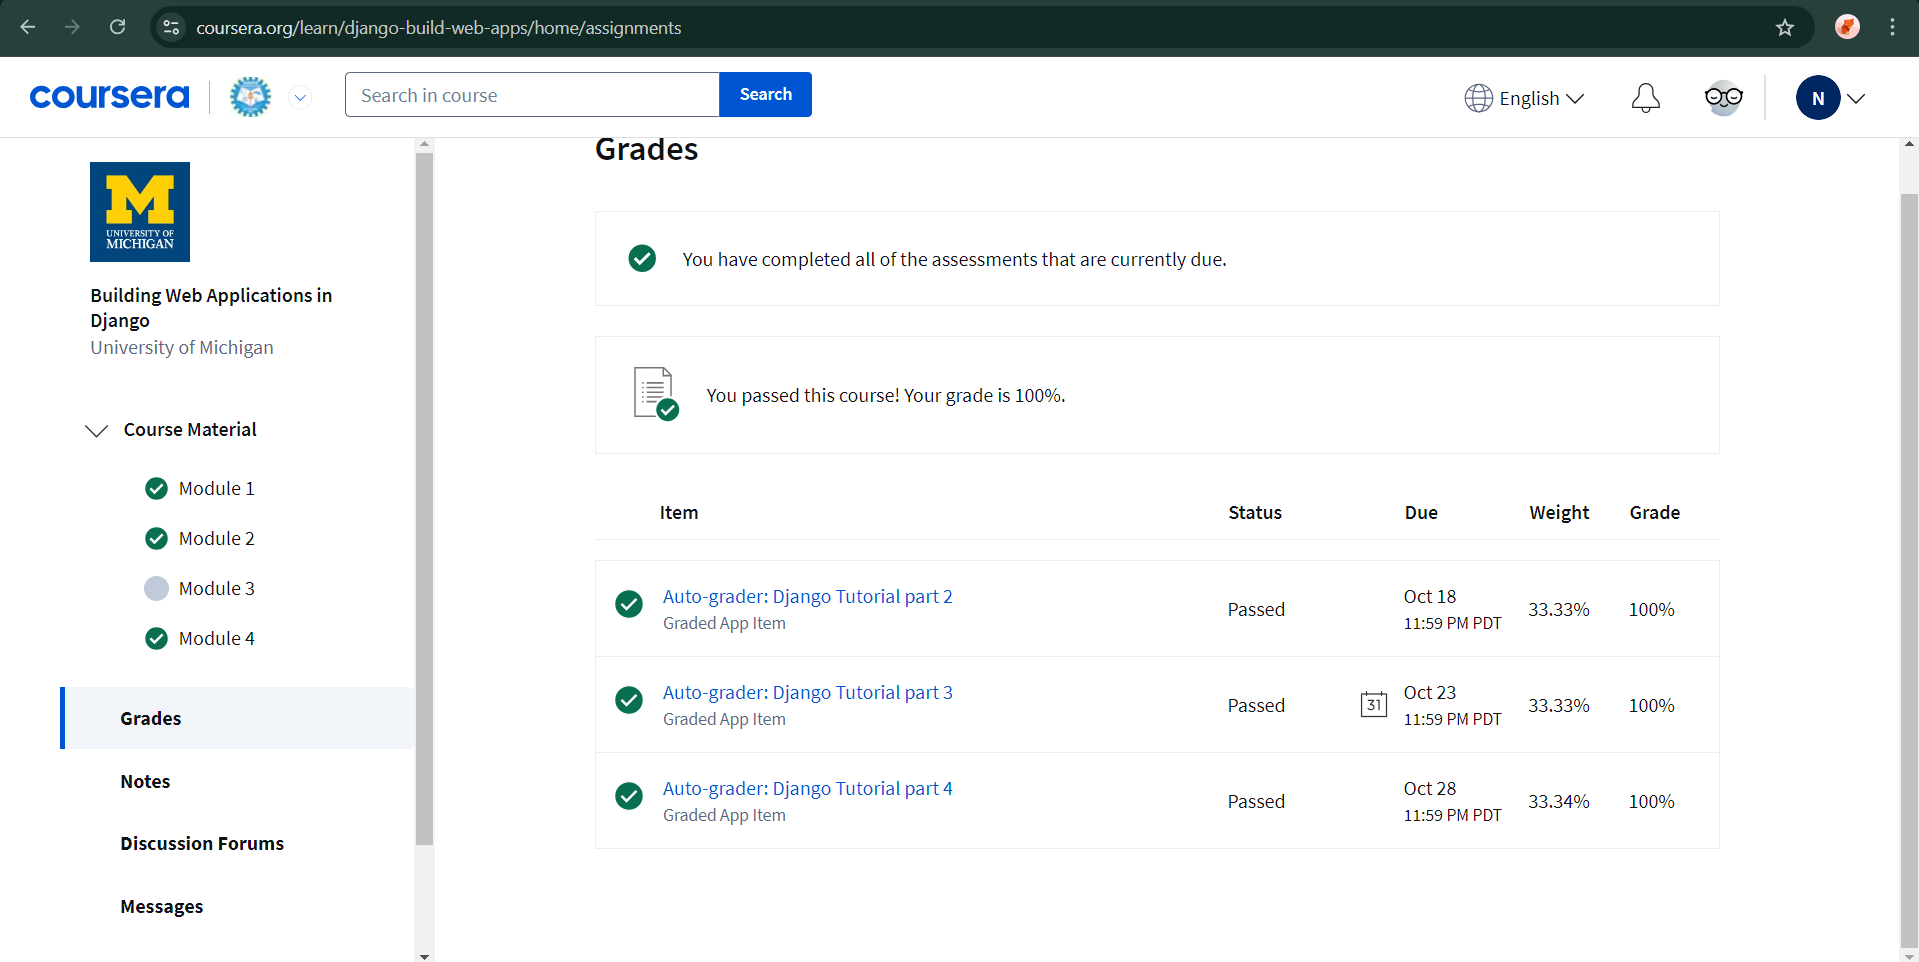 coursera.org/learn/django-build-web-apps/home/assignments
coursera
Search in course
Search
English
N
M
UNIVERSITY OF
MICHIGAN
Building Web Applications in
Django
University of Michigan
Course Material
Module 1
Module 2
Module 3
Module 4
Grades
Notes
Discussion Forums
Messages
Grades
You have completed all of the assessments that are currently due.
You passed this course! Your grade is 100%.
Item Status Due Weight Grade
Auto-grader: Django Tutorial part 2
Graded App Item
Passed
Oct 18
11:59 PM PDT
33.33%
100%
Auto-grader: Django Tutorial part 3
Graded App Item
Passed
31
Oct 23
11:59 PM PDT
33.33%
100%
Auto-grader: Django Tutorial part 4
Graded App Item
Passed
Oct 28
11:59 PM PDT
33.34%
100%